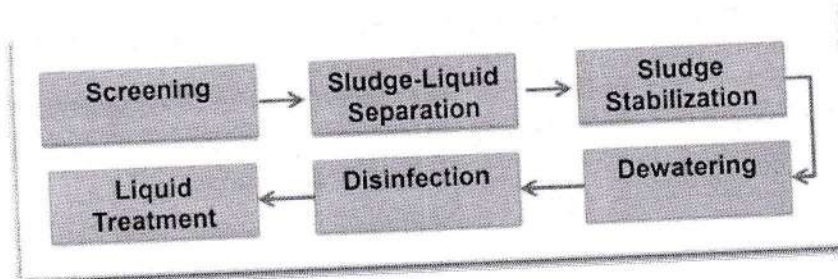 Screening
Sludge-Liquid
Separation
Sludge
Stabilization
Dewatering
Disinfection
Liquid
Treatment